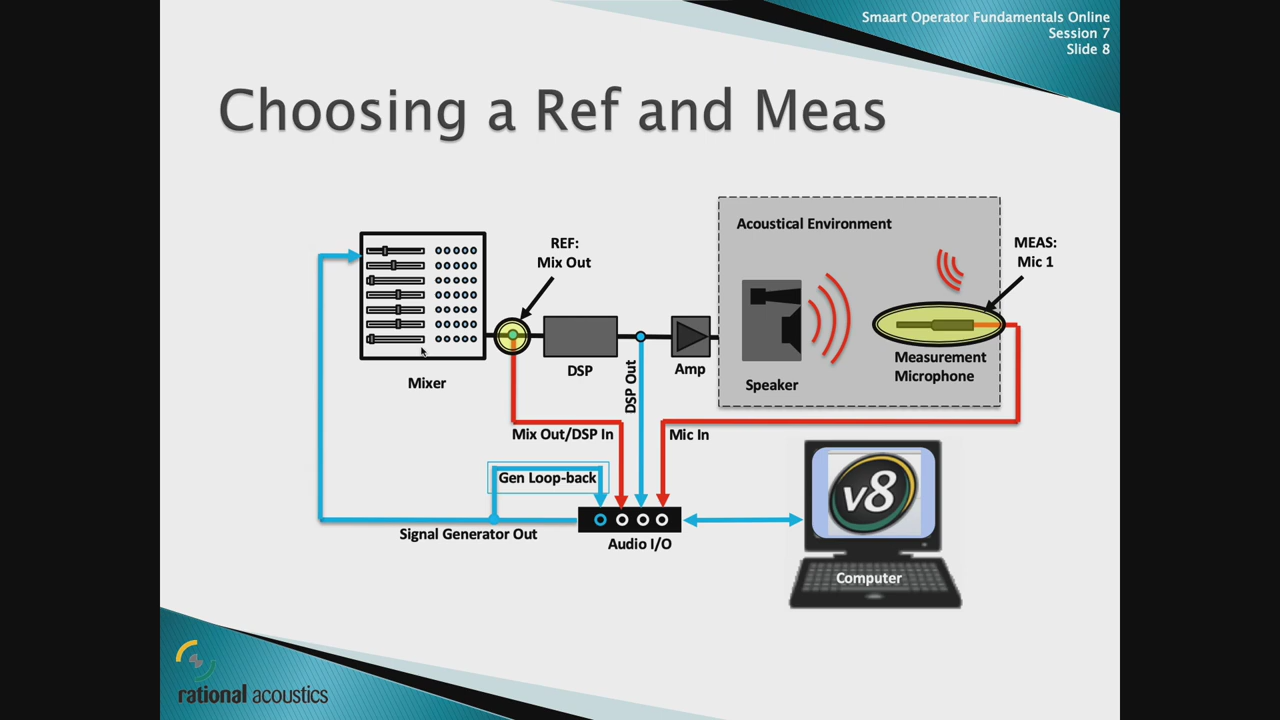 Smaart Operator Fundamentals Online
Session 7
Slide 8
Choosing a Ref and Meas
Acoustical Environment
REF:
Mix Out
MEAS:
Mic 1
Mixer
DSP
DSP Out
Amp
Speaker
Measurement
Microphone
Mix Out/DSP In
Mic In
Gen Loop-back
Signal Generator Out
Audio I/O
v8
Computer
rational acoustics